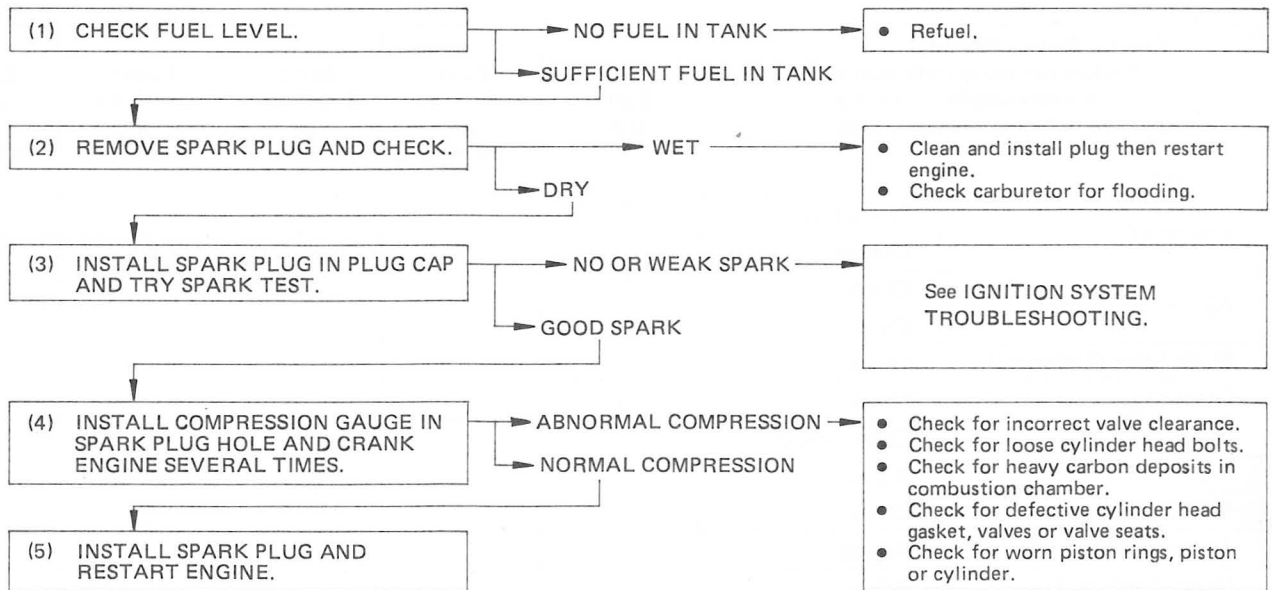 (1) CHECK FUEL LEVEL.
NO FUEL IN TANK
• Refuel.
SUFFICIENT FUEL IN TANK
(2) REMOVE SPARK PLUG AND CHECK.
WET
• Clean and install plug then restart
engine.
• Check carburetor for flooding.
DRY
(3) INSTALL SPARK PLUG IN PLUG CAP
AND TRY SPARK TEST.
NO OR WEAK SPARK
See IGNITION SYSTEM
TROUBLESHOOTING.
GOOD SPARK
(4) INSTALL COMPRESSION GAUGE IN
SPARK PLUG HOLE AND CRANK
ENGINE SEVERAL TIMES.
ABNORMAL COMPRESSION
• Check for incorrect valve clearance.
• Check for loose cylinder head bolts.
• Check for heavy carbon deposits in
combustion chamber.
• Check for defective cylinder head
gasket, valves or valve seats.
• Check for worn piston rings, piston
or cylinder.
NORMAL COMPRESSION
(5) INSTALL SPARK PLUG AND
RESTART ENGINE.